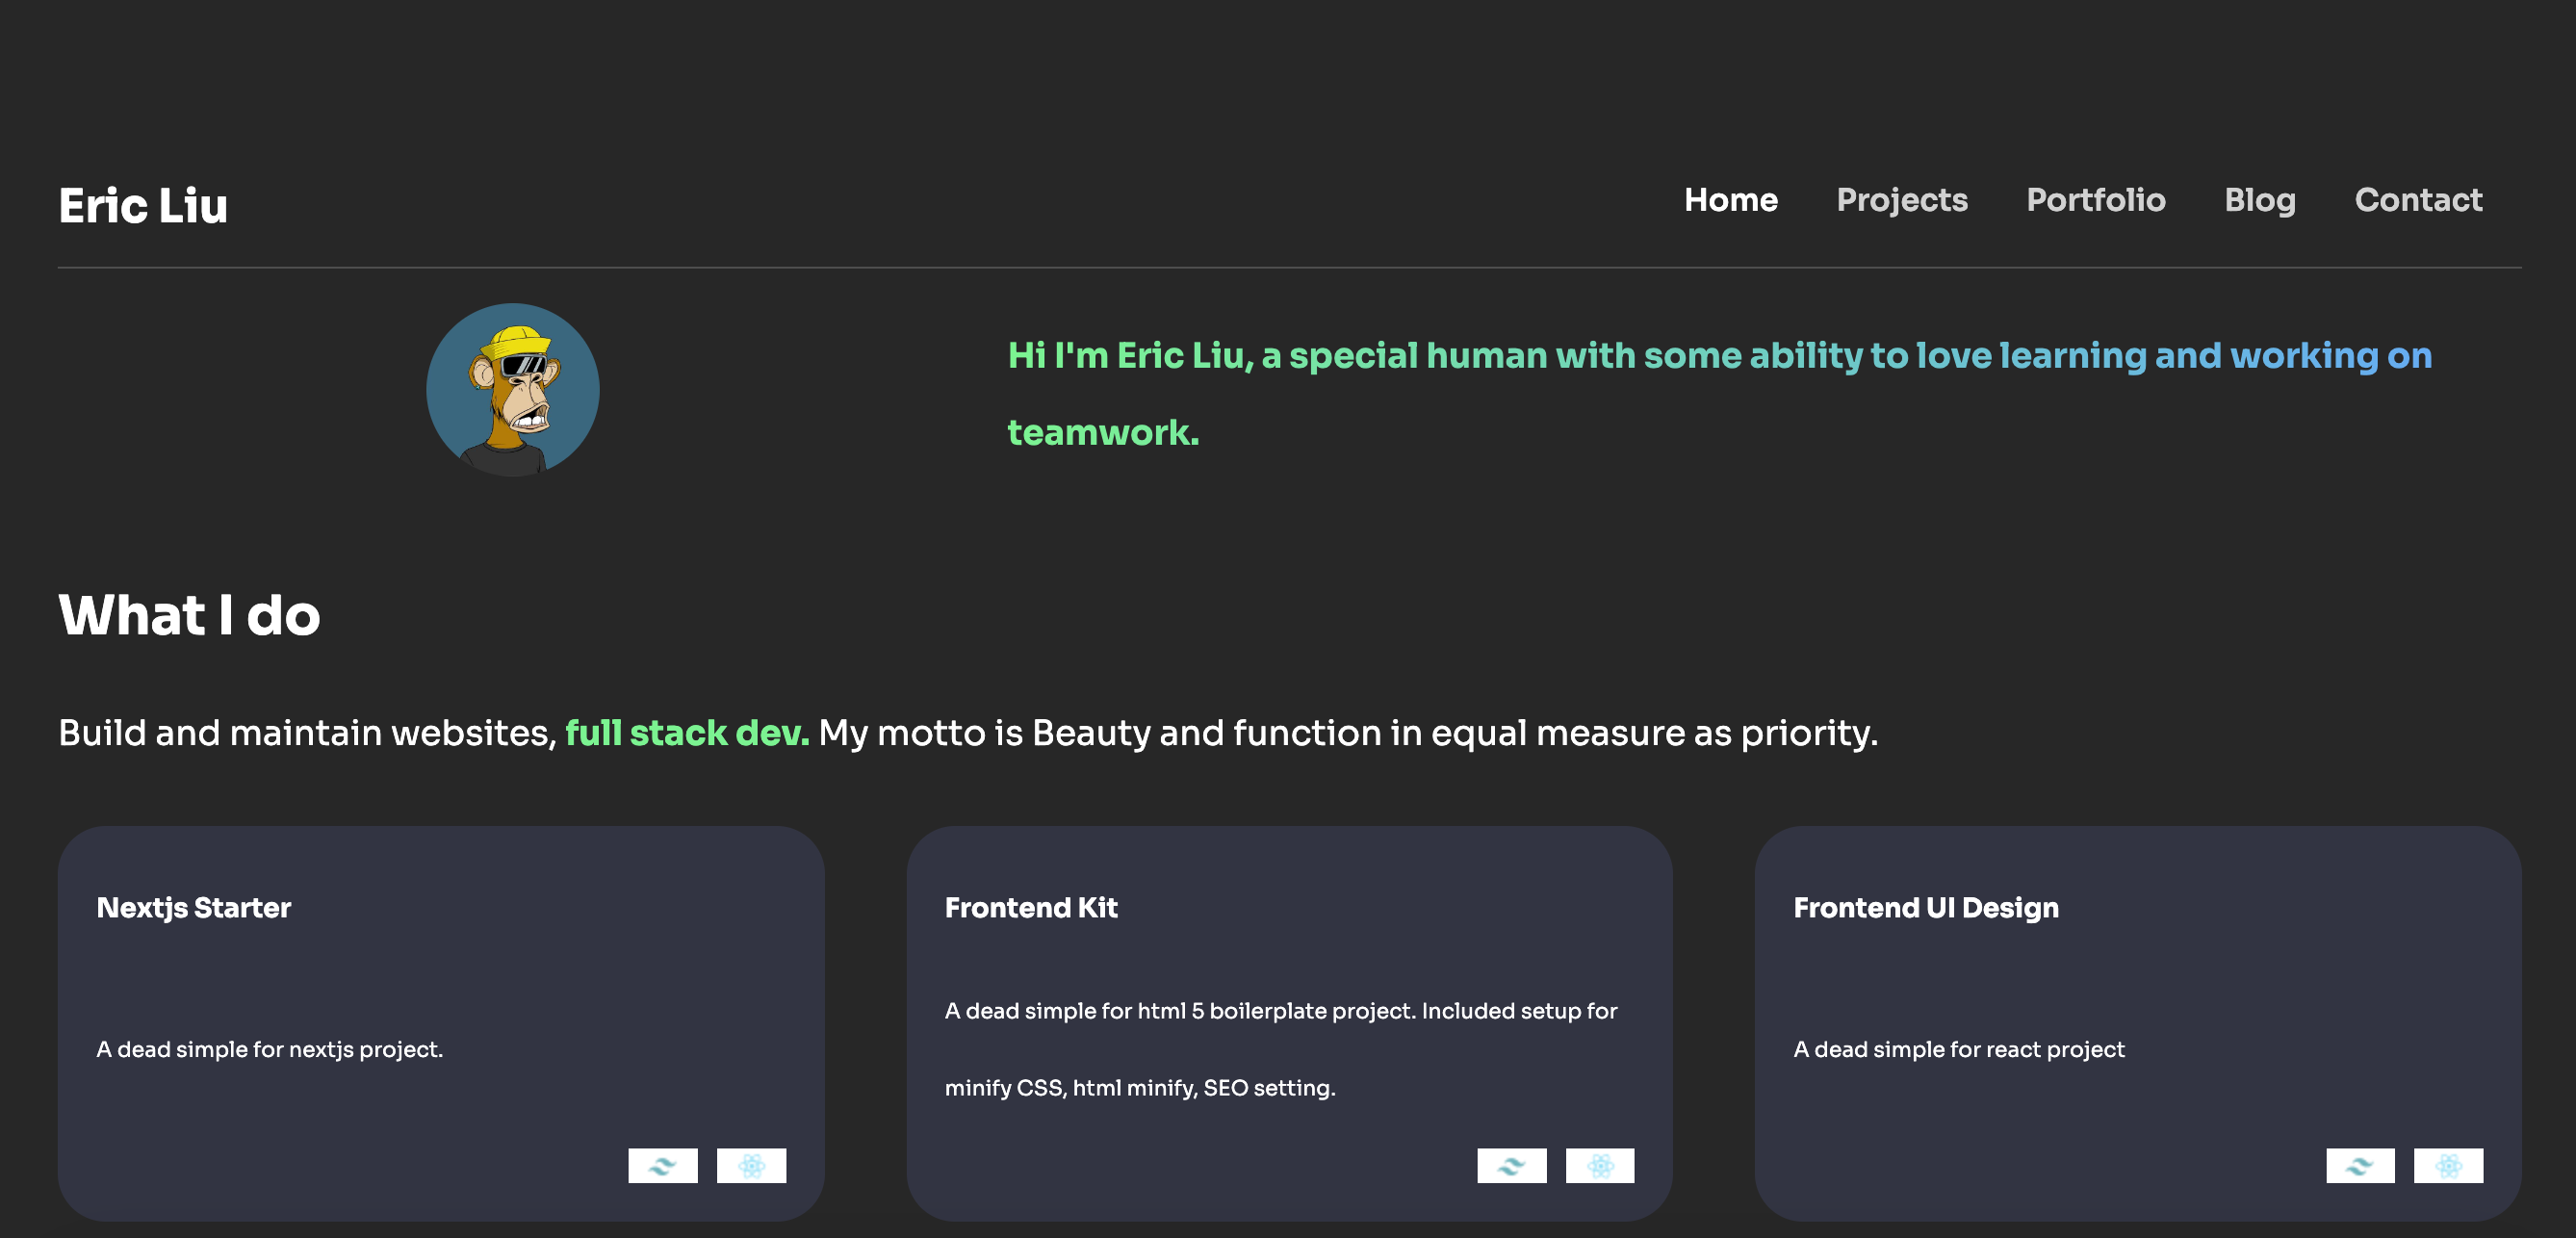 Eric Liu
Home Projects Portfolio Blog Contact
Hi I'm Eric Liu, a special human with some ability to love learning and working on
teamwork.
What I do
Build and maintain websites, full stack dev. My motto is Beauty and function in equal measure as priority.
Nextjs Starter
A dead simple for nextjs project.
Frontend Kit
A dead simple for html 5 boilerplate project. Included setup for
minify CSS, html minify, SEO setting.
Frontend UI Design
A dead simple for react project